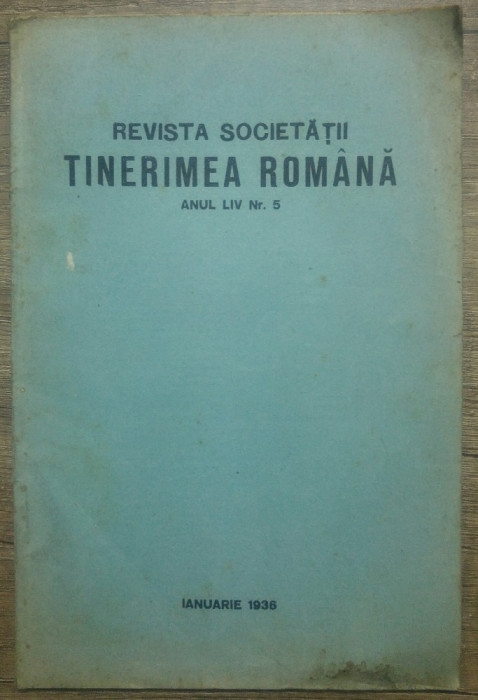 REVISTA SOCIETĂȚII
TINERIMEA ROMÂNĂ
ANUL LIV Nr. 5
IANUARIE 1936